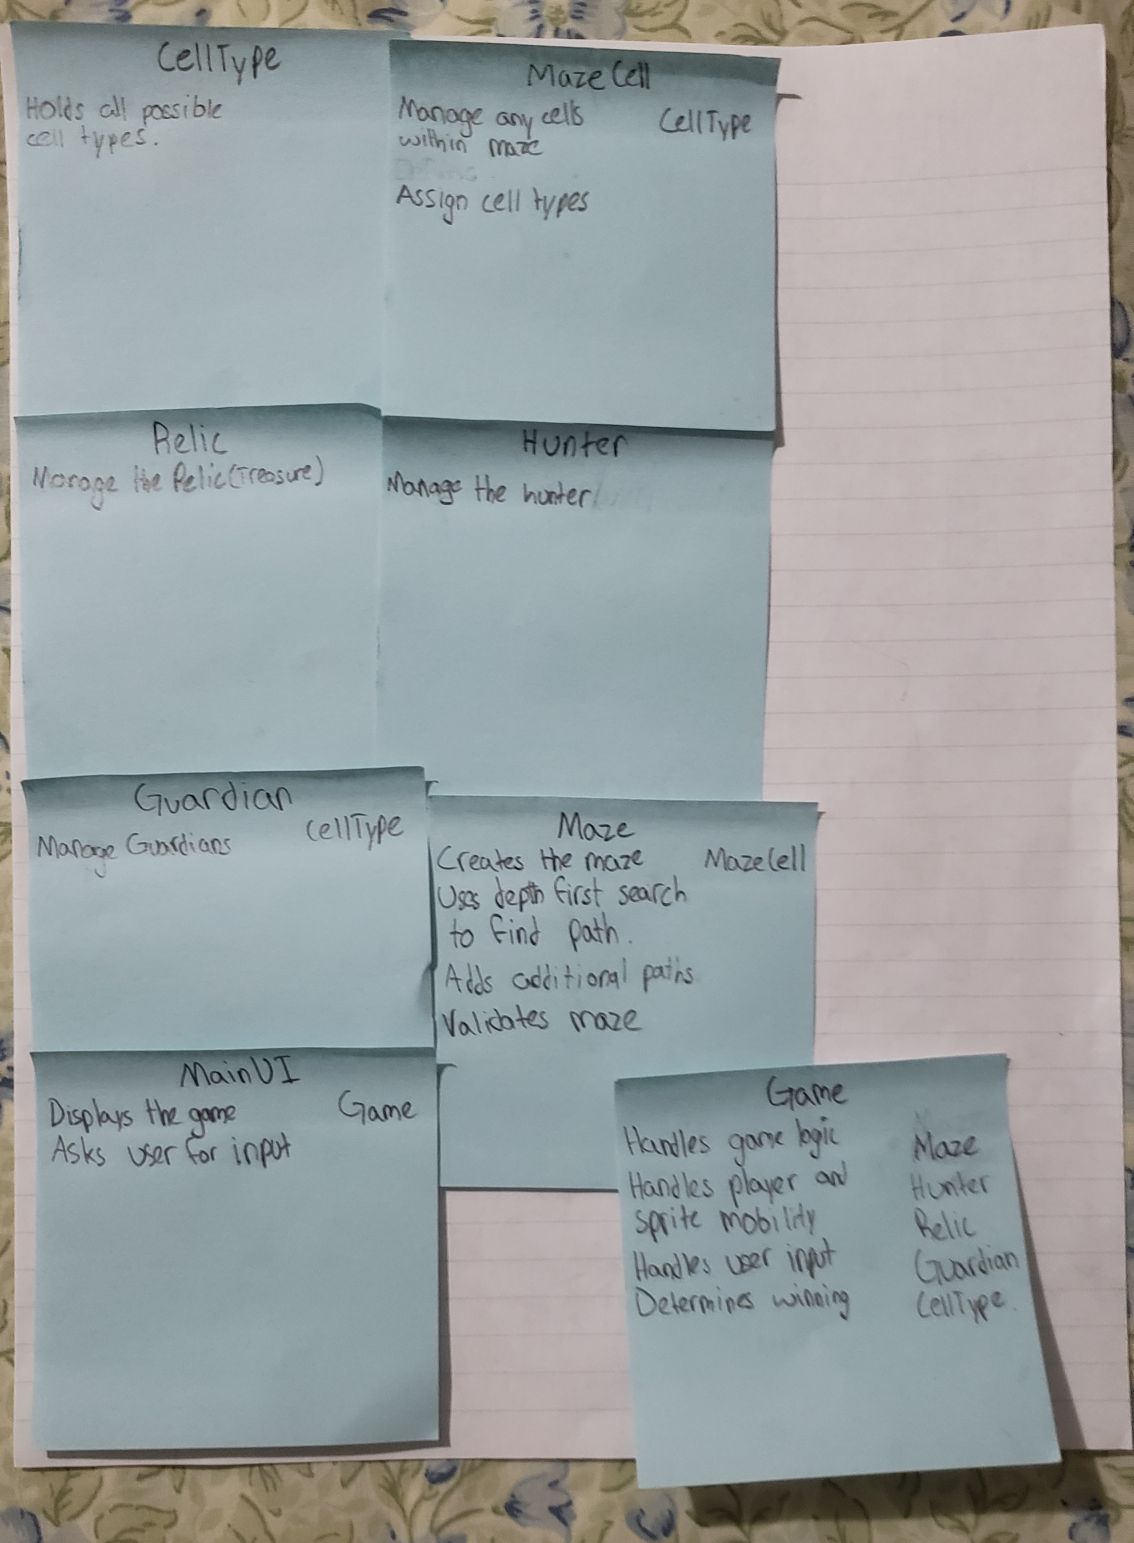 CellType
Holds all possible
cell types.
MazeCell
Manage any cells
within maze
CellType
Assign cell types
Relic
Manage the Relic(Treasure)
Hunter
Manage the hunter
Guardian
Manage Guardians
CellType
Maze
Creates the maze
MazeCell
Uses depth first search
to find path.
Adds additional paths
Validates maze
MainUI
Displays the game
Game
Asks user for input
Game
Handles game logic
Maze
Handles player and
Hunter
sprite mobility
Relic
Handles user input
Guardian
Determines winning
CellType.